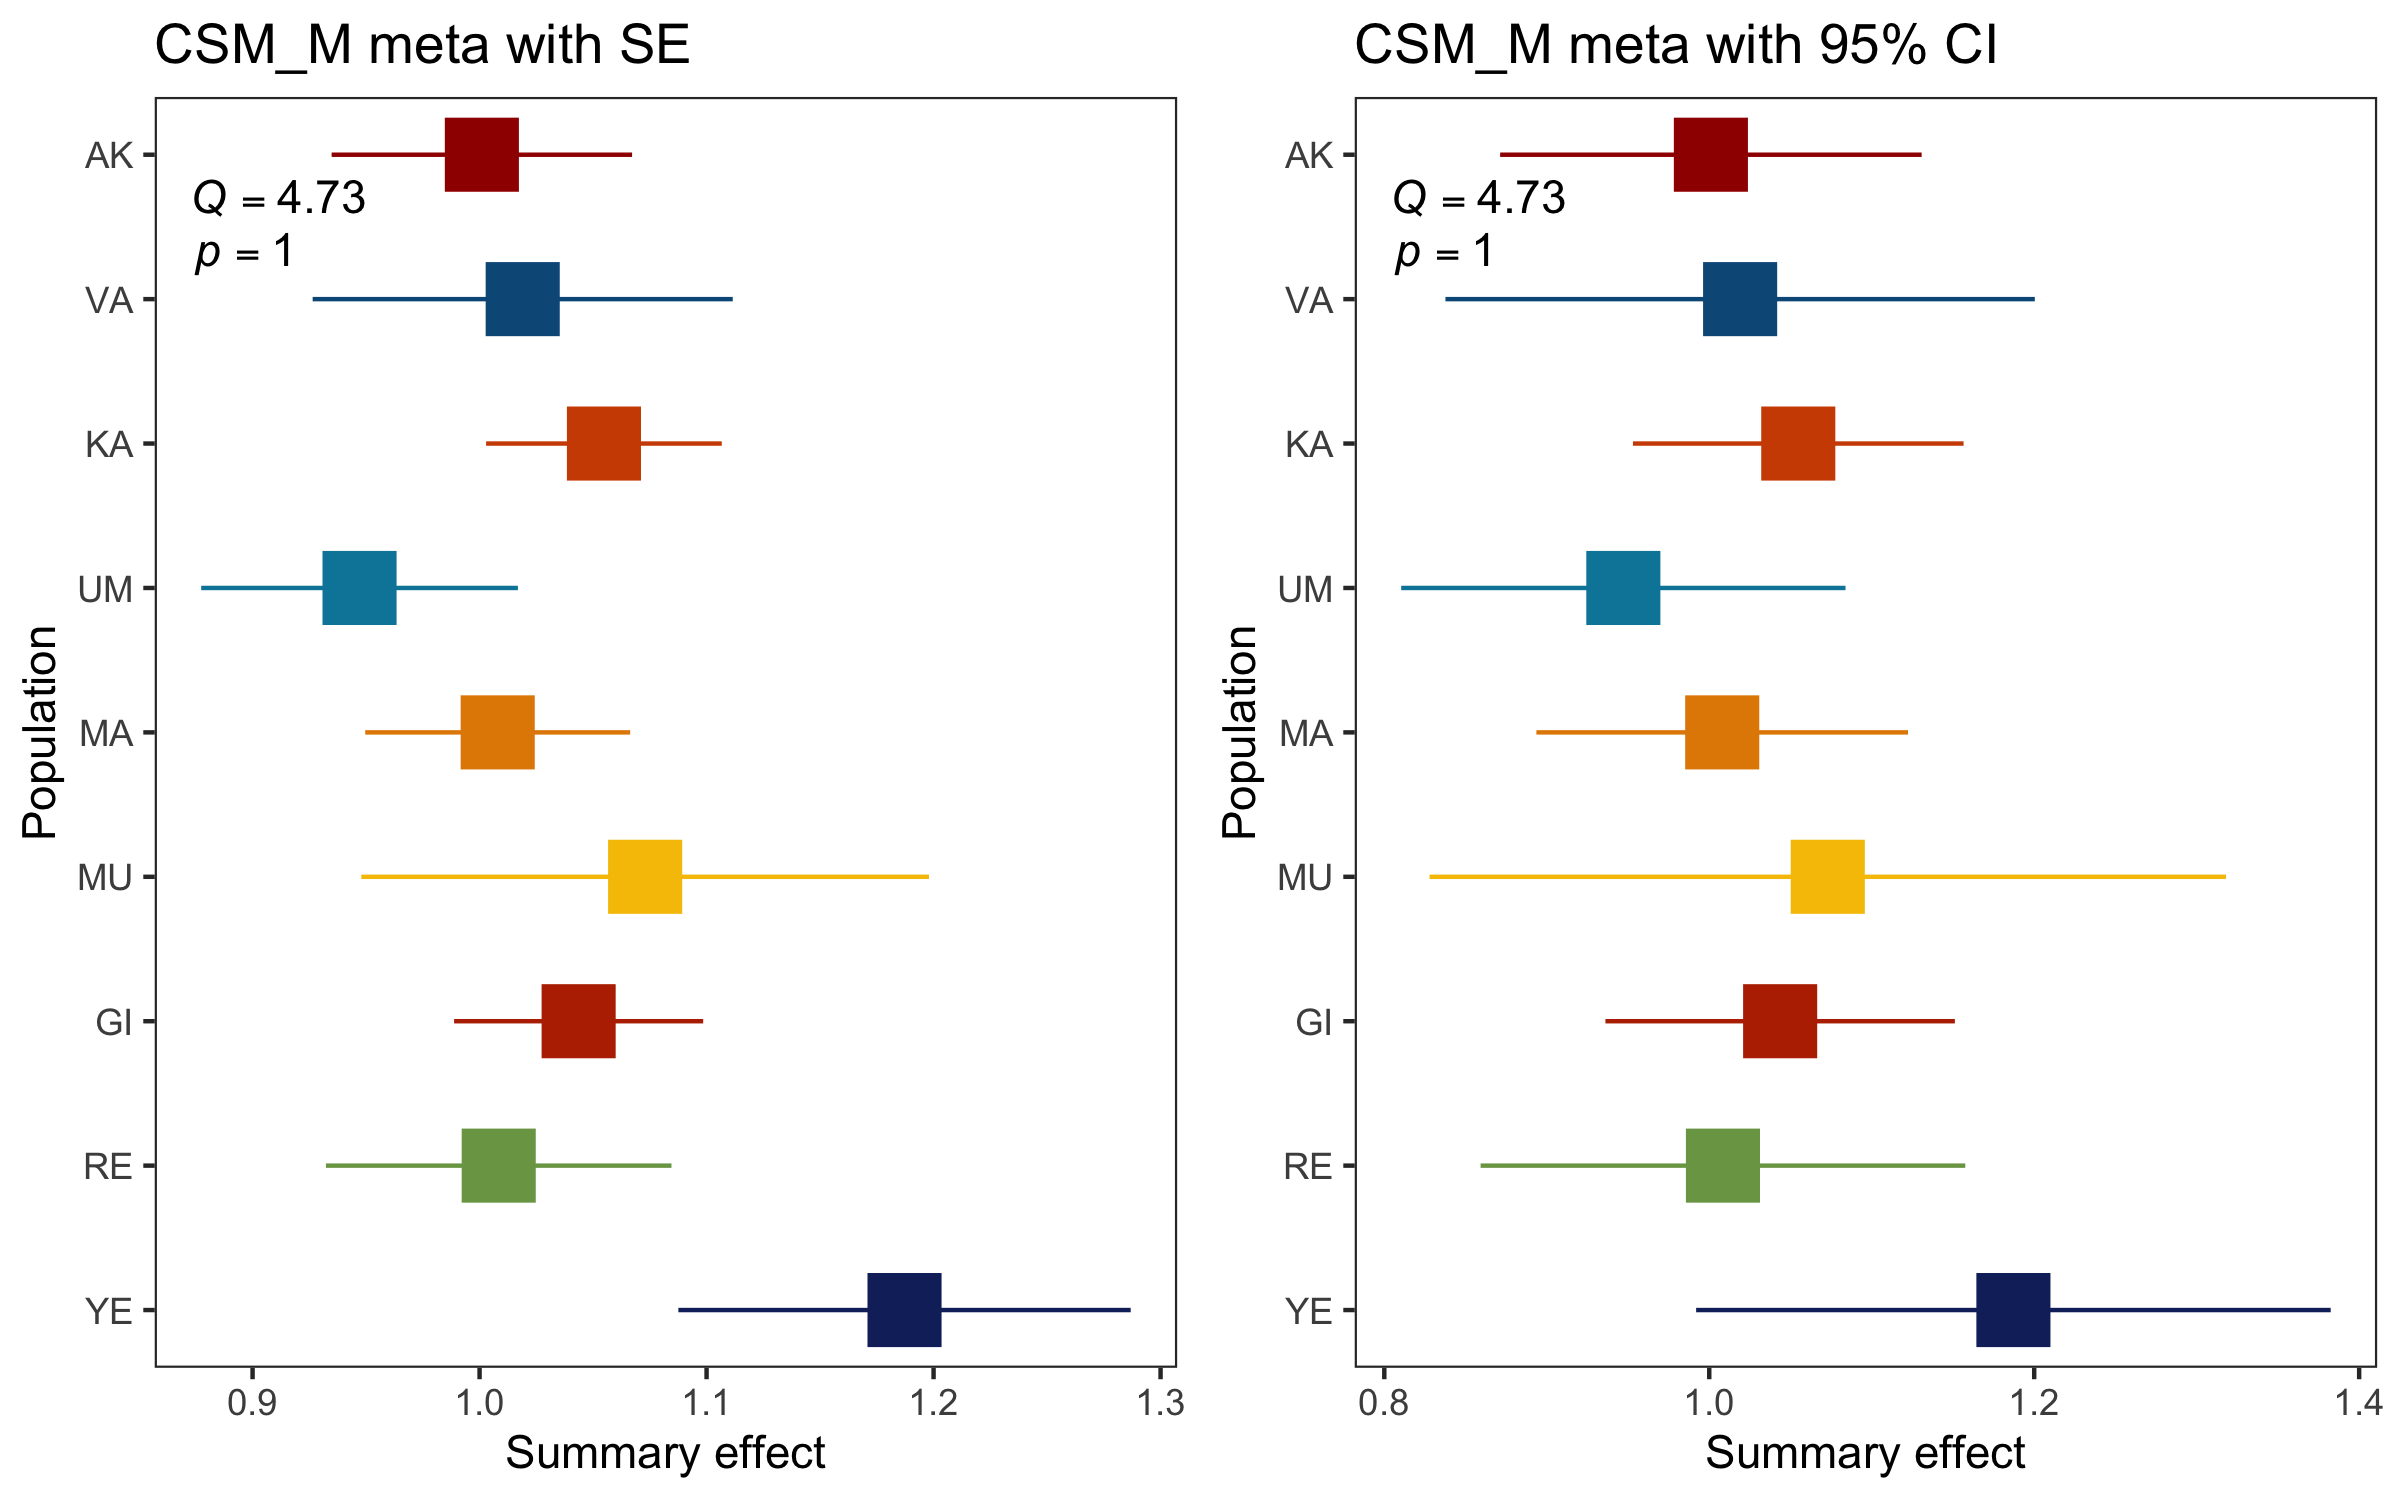 CSM_M meta with SE
AK
VA
KA
UM
MA
MU
GI
RE
YE
Population
Q = 4.73
p = 1
0.9 1.0 1.1 1.2 1.3
Summary effect
CSM_M meta with 95% CI
AK
VA
KA
UM
MA
MU
GI
RE
YE
Population
Q = 4.73
p = 1
0.8 1.0 1.2 1.4
Summary effect